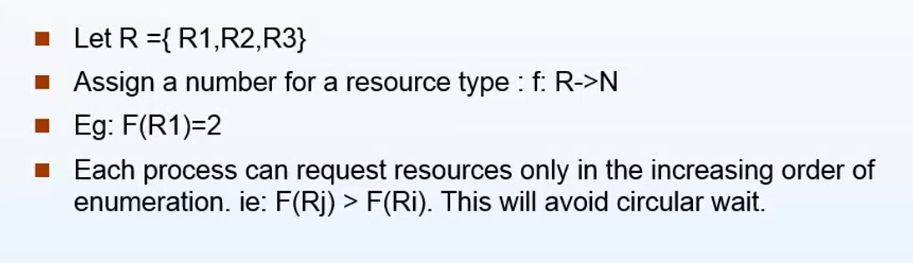 Let R ={ R1,R2,R3}
Assign a number for a resource type : f: R->N
Eg: F(R1)=2
Each process can request resources only in the increasing order of
enumeration. ie: F(Rj) > F(Ri). This will avoid circular wait.